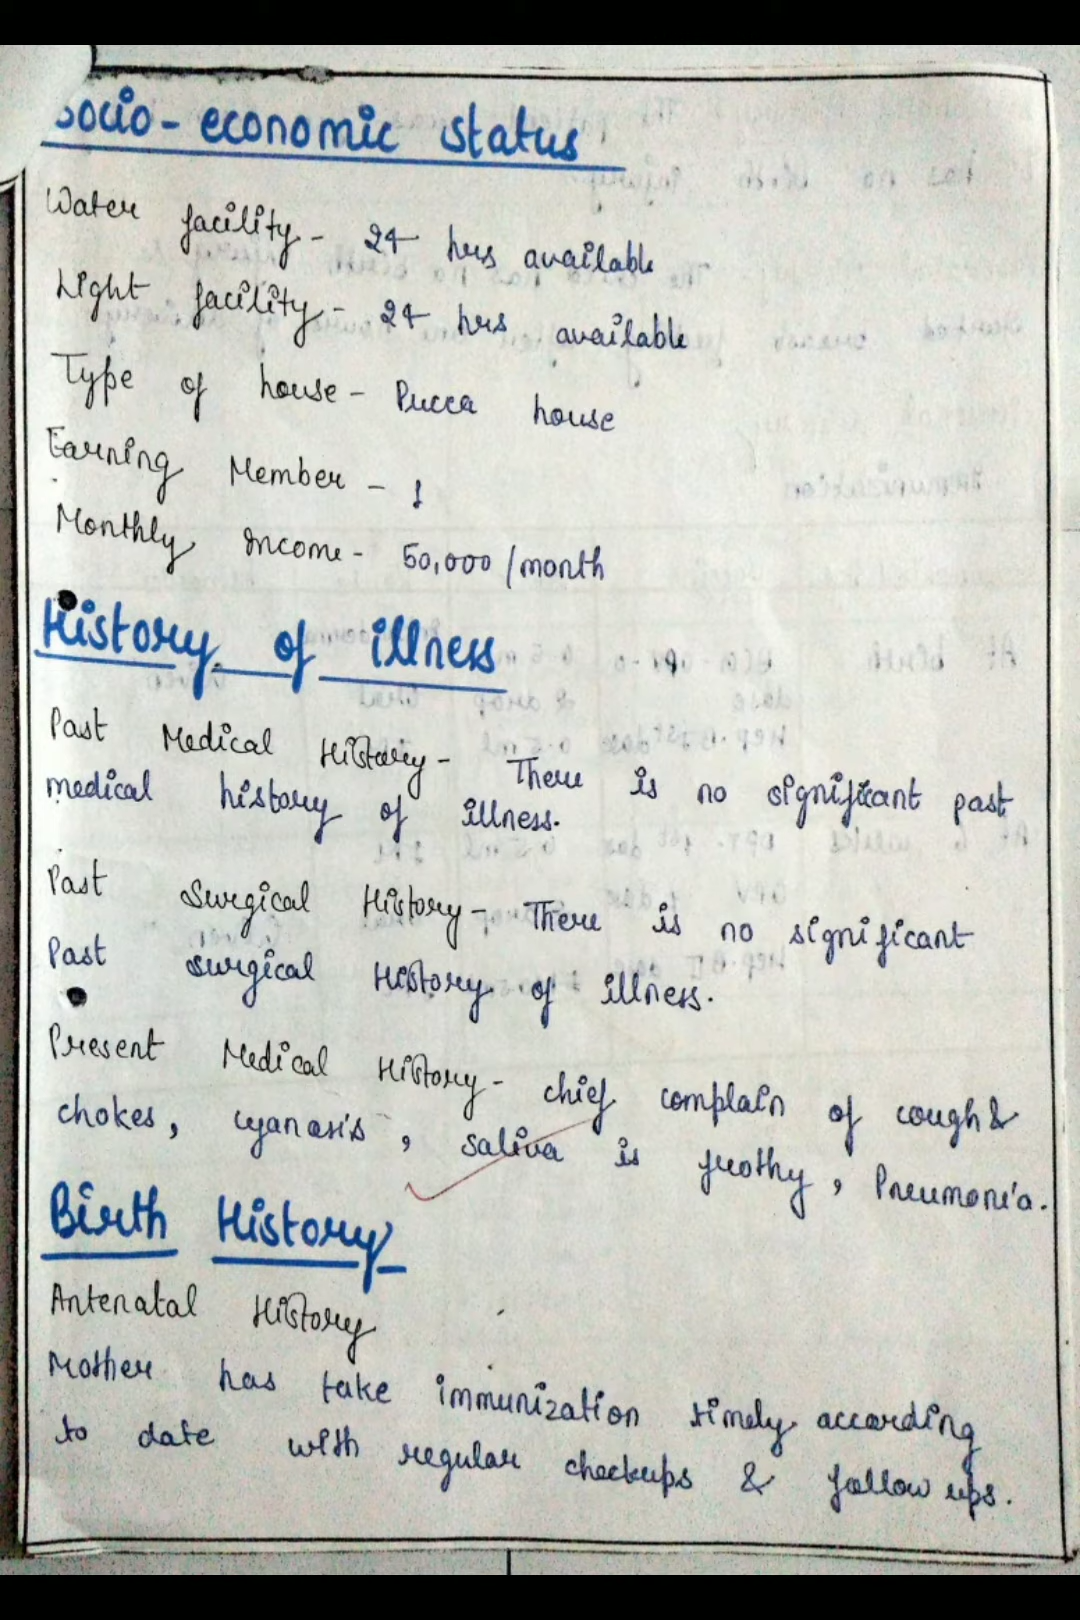 Socio-economic status
Water facility - 24 hrs available
Light facility - 24 hrs available
Type of house - Pucca house
Earning Member - 1
Monthly Income - 50,000/month
History of illness
Past Medical History - There is no significant past
medical history of illness.
Past Surgical History - There is no significant
Past surgical History of illness.
Present Medical History - chief complain of cough &
chokes, cyanosis, saliva is frothy, Pneumonia.
Birth History
Antenatal History
Mother has take immunization timely according
to date with regular checkups & follow ups.